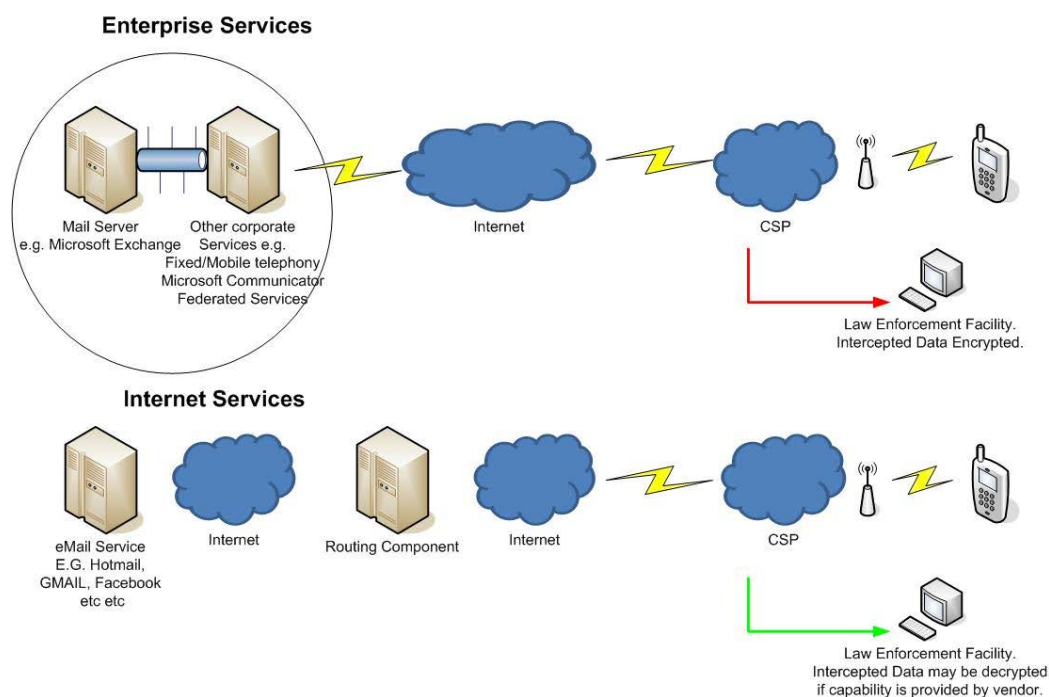 Enterprise Services
Mail Server
e.g. Microsoft Exchange
Other corporate
Services e.g.
Fixed/Mobile telephony
Microsoft Communicator
Federated Services
Internet
CSP
Law Enforcement Facility.
Intercepted Data Encrypted.
Internet Services
eMail Service
E.G. Hotmail,
GMAIL, Facebook
etc etc
Internet
Routing Component
Internet
CSP
Law Enforcement Facility.
Intercepted Data may be decrypted
if capability is provided by vendor.